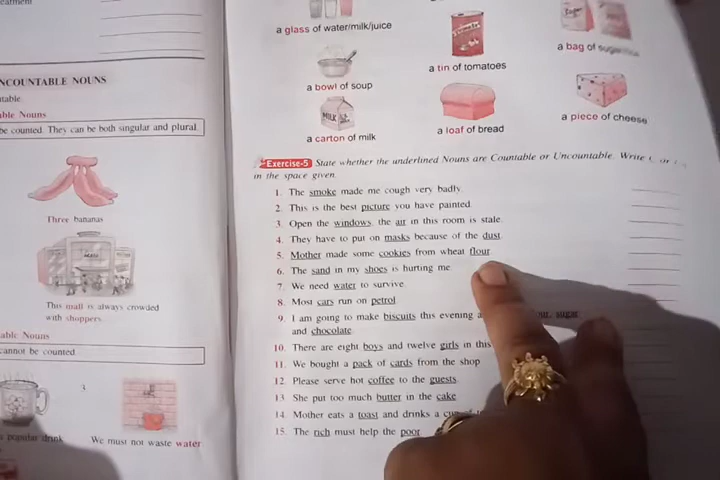 NCOUNTABLE NOUNS
ble Nouns
be counted. They can be both singular and plural.
Three bananas
This mall is always crowded
with shoppers
able Nouns
cannot be counted
3.
popular drink
We must not waste water
a glass of water/milk/juice
a tin of tomatoes
a bag of
a bowl of soup
MILK
a carton of milk
a loaf of bread
a piece of cheese
Exercise-5 State whether the underlined Nouns are Countable or Uncountable. Write
in the space given.
1. The smoke made me cough very badly.
2. This is the best picture you have painted.
3. Open the windows, the air in this room is stale.
4. They have to put on masks because of the dust.
5. Mother made some cookies from wheat flour.
6. The sand in my shoes is hurting me
7. We need water to survive.
8. Most cars run on petrol
9. I am going to make biscuits this evening sugar
and chocolate.
10. There are eight boys and twelve girls in this
11. We bought a pack of cards from the shop
12. Please serve hot coffee to the guests.
13. She put too much butter in the cake.
14. Mother eats a toast and drinks a
15. The rich must help the poor.